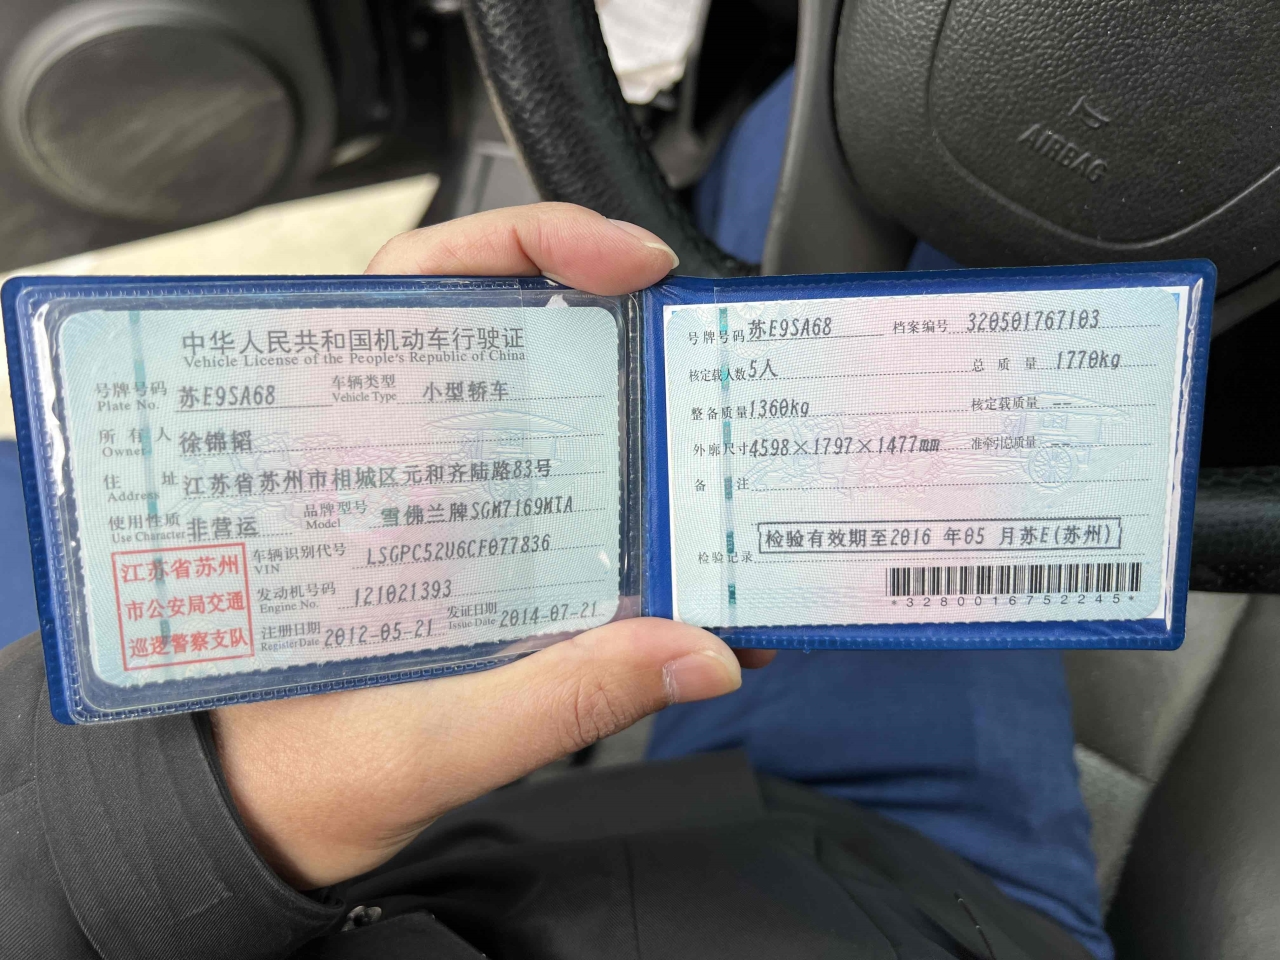 中华人民共和国机动车行驶证
Vehicle License of the People's Republic of China
号牌号码 苏E9SA68 车辆类型 小型轿车
Plate No. Vehicle Type
所有人 徐锦韬
Owner
住址 江苏省苏州市相城区元和齐陆路83号
Address
使用性质 非营运 品牌型号 雪佛兰牌SGM7169MTA
Use Character Model
江苏省苏州
市公安局交通
巡逻警察支队
车辆识别代号 LSGPC52U6CF077836
VIN
发动机号码 121021393
Engine No.
注册日期 2012-05-21 发证日期 2014-07-21
Register Date Issue Date
号牌号码 苏E9SA68 档案编号 320501767103
核定载人数 5人 总质量 1770kg
整备质量 1360kg 核定载质量 --
外廓尺寸 4598×1797×1477mm 准牵引总质量 --
备注
检验有效期至2016 年05 月苏E(苏州)
检验记录
*3280016752245*
AIRBAG